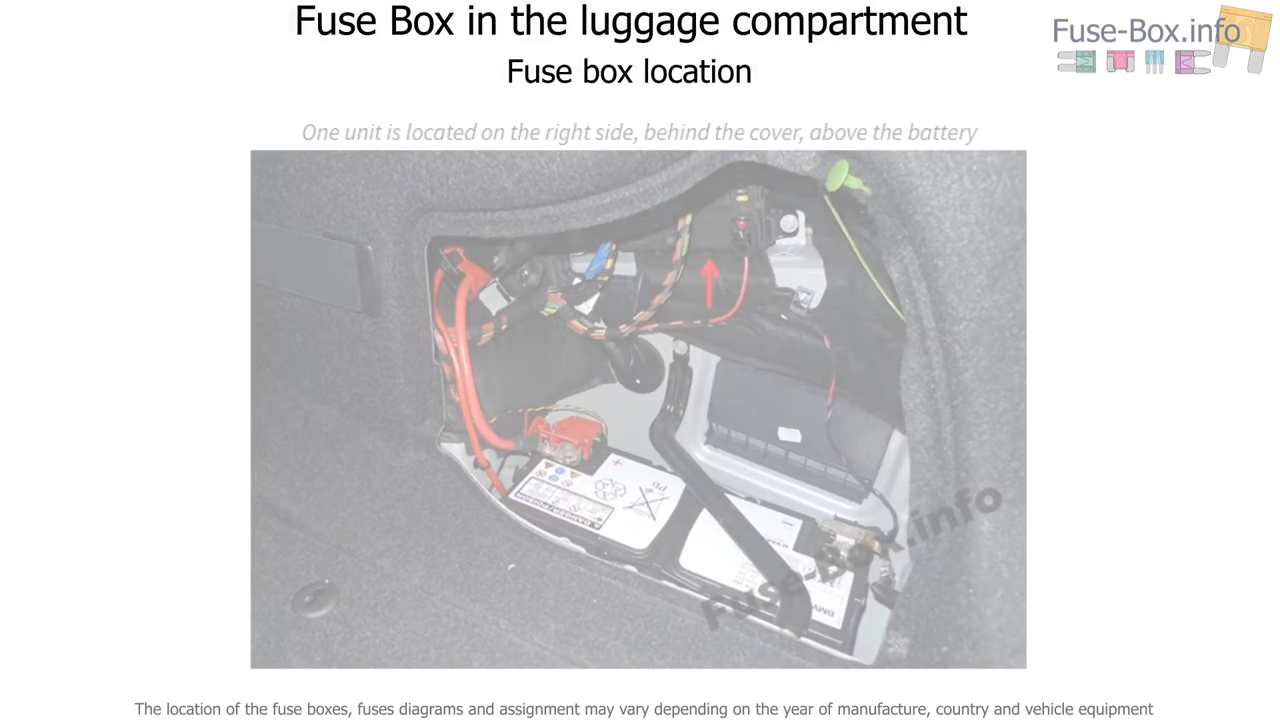 Fuse Box in the luggage compartment
Fuse-Box.info
Fuse box location
One unit is located on the right side, behind the cover, above the battery
Pb
Fuse-Box.info
The location of the fuse boxes, fuses diagrams and assignment may vary depending on the year of manufacture, country and vehicle equipment